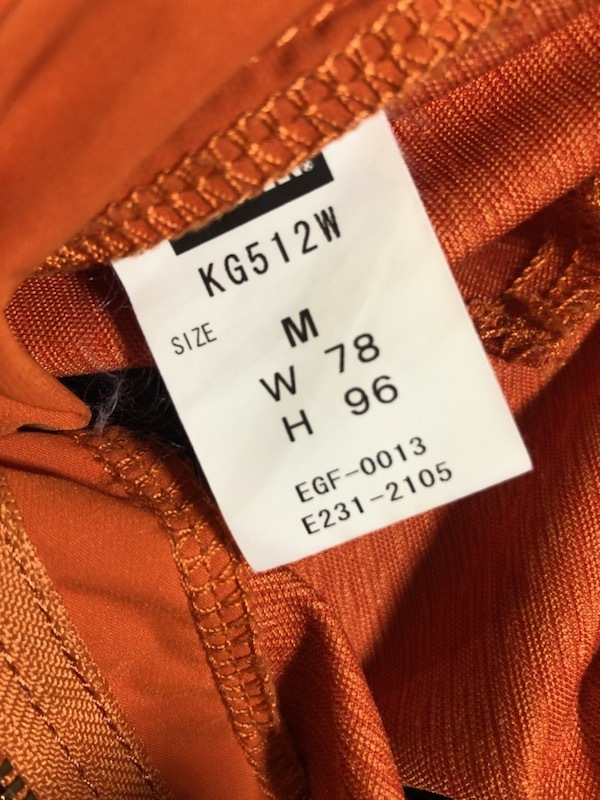 KG512W
SIZE M
W 78
H 96
EGF-0013
E231-2105